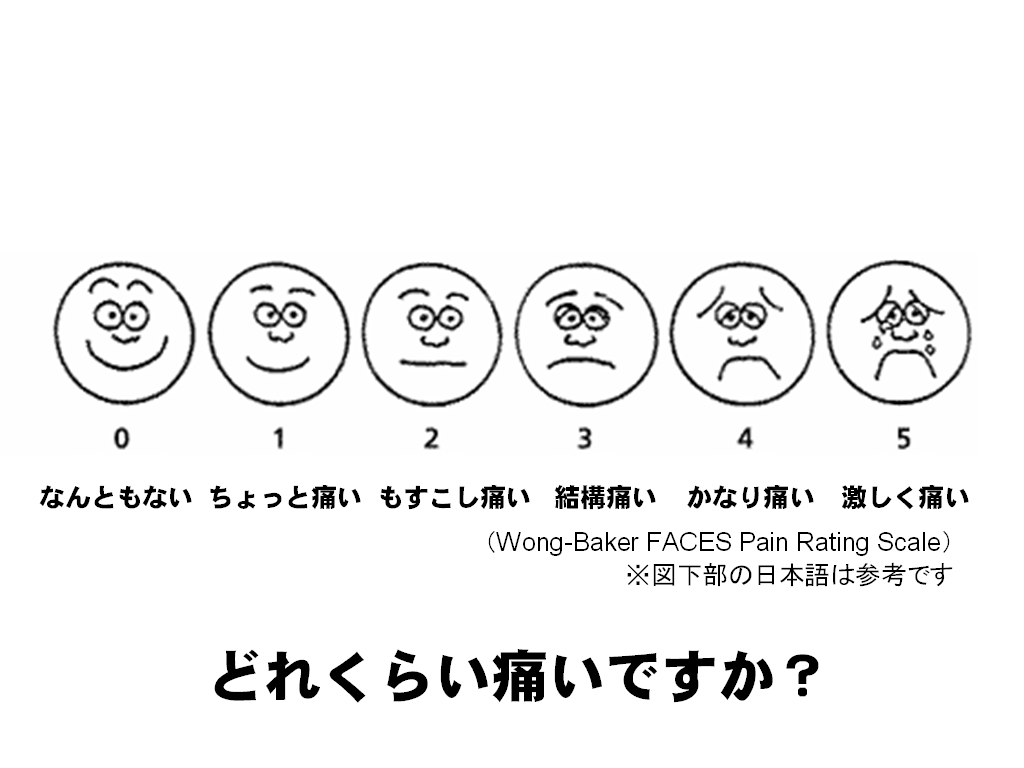 0 1 2 3 4 5
なんともない ちょっと痛い もすこし痛い 結構痛い かなり痛い 激しく痛い
（Wong-Baker FACES Pain Rating Scale）
※図下部の日本語は参考です
どれくらい痛いですか？